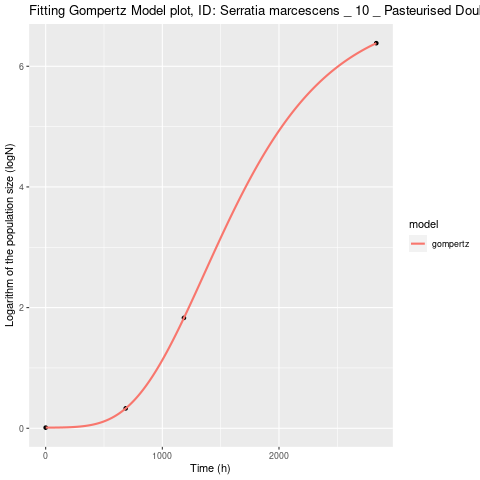 Fitting Gompertz Model plot, ID: Serratia marcescens _ 10 _ Pasteurised Doul
Logarithm of the population size (logN)
6
4
2
0
0 1000 2000
Time (h)
model
gompertz